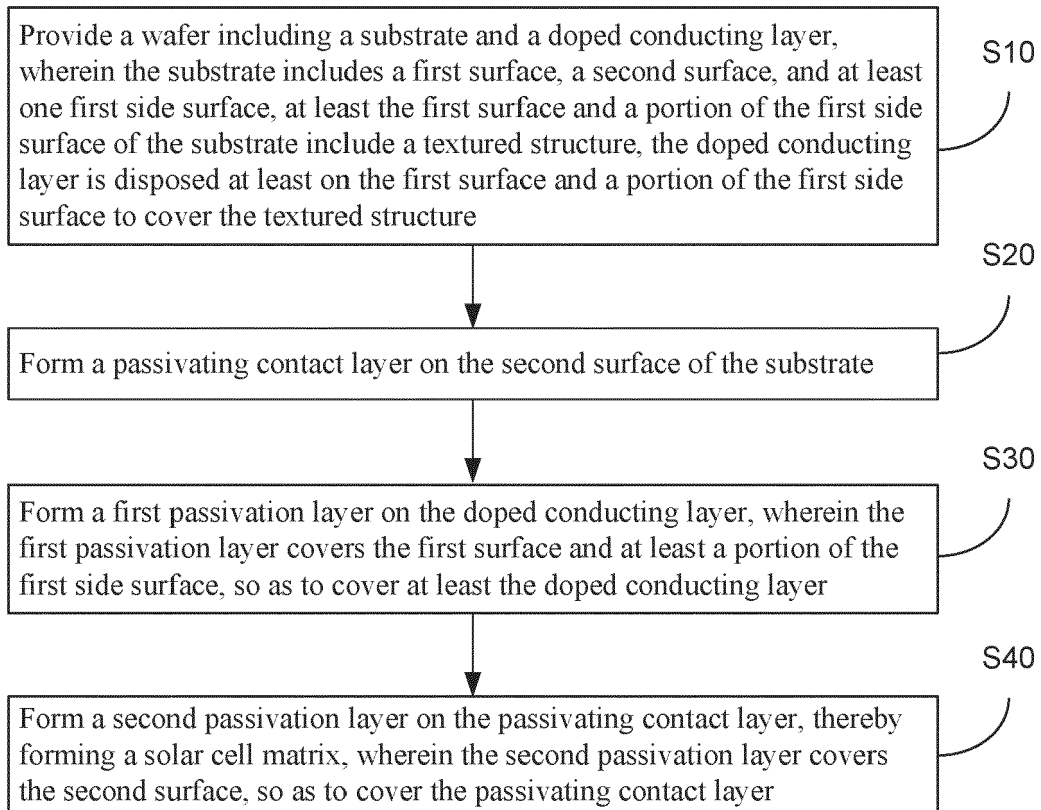 Provide a wafer including a substrate and a doped conducting layer,
wherein the substrate includes a first surface, a second surface, and at least
one first side surface, at least the first surface and a portion of the first side
surface of the substrate include a textured structure, the doped conducting
layer is disposed at least on the first surface and a portion of the first side
surface to cover the textured structure
S10
Form a passivating contact layer on the second surface of the substrate
S20
Form a first passivation layer on the doped conducting layer, wherein the
first passivation layer covers the first surface and at least a portion of the
first side surface, so as to cover at least the doped conducting layer
S30
Form a second passivation layer on the passivating contact layer, thereby
forming a solar cell matrix, wherein the second passivation layer covers
the second surface, so as to cover the passivating contact layer
S40